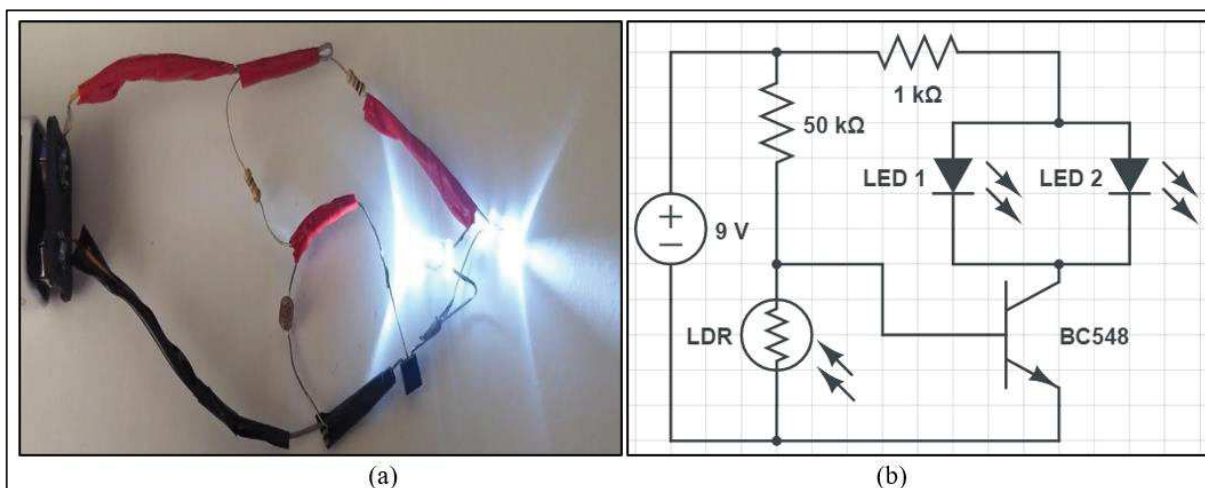 1 kΩ
50 kΩ
LED 1
LED 2
+
−
9 V
LDR
BC548
(a)
(b)